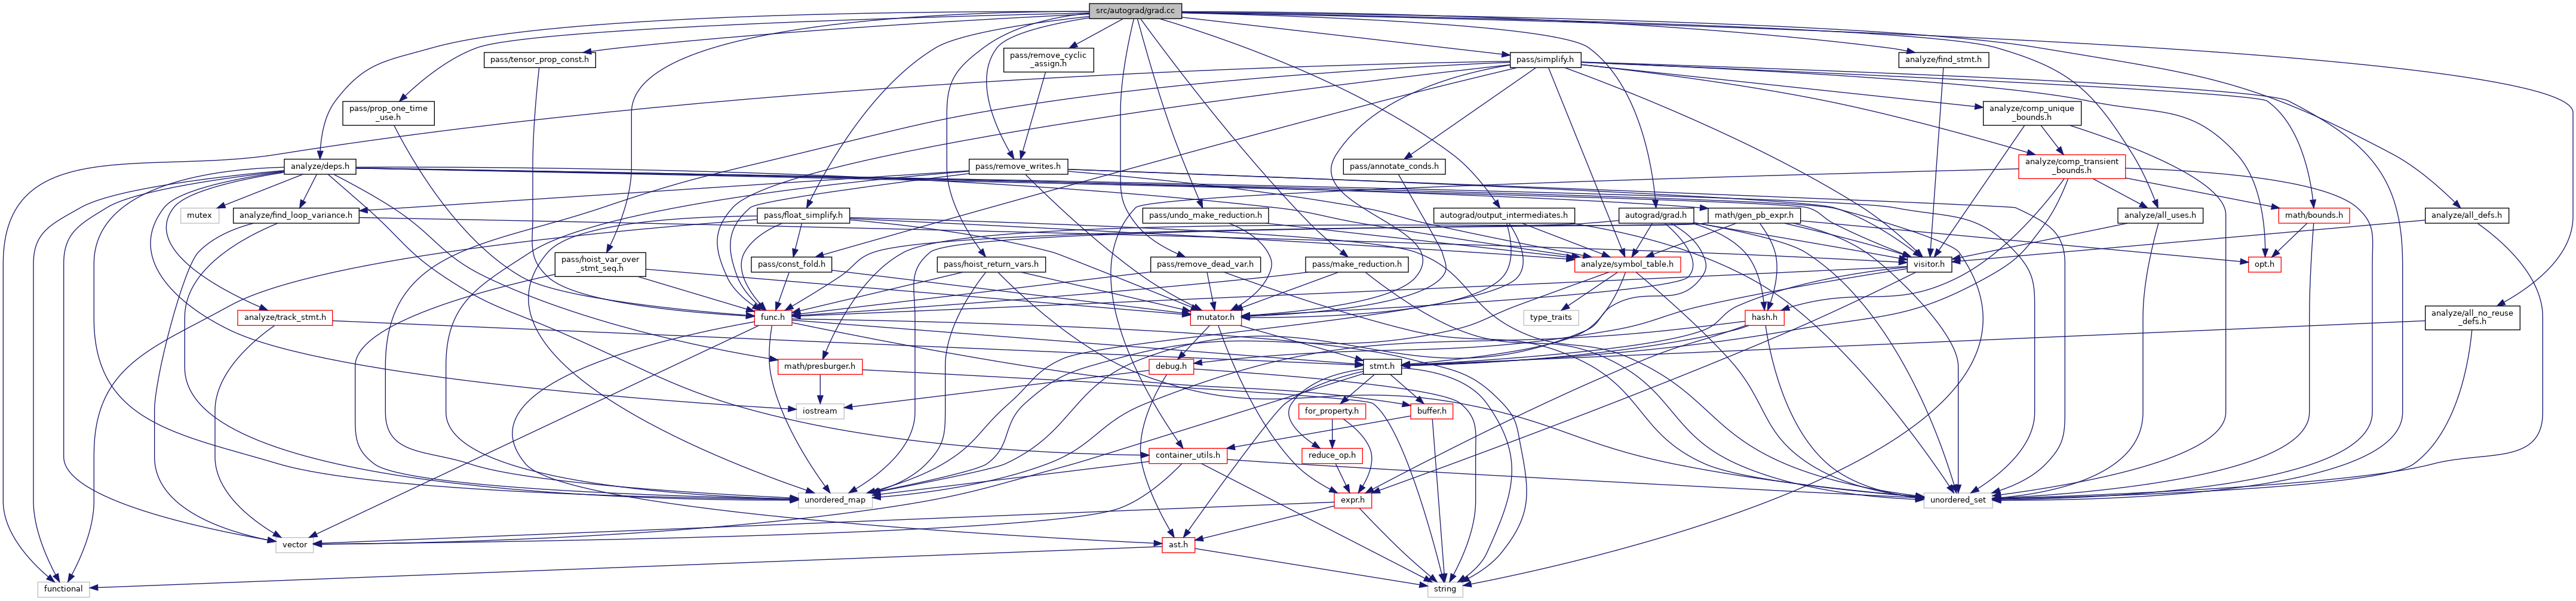 src/autograd/grad.cc
pass/tensor_prop_const.h
pass/remove_cyclic
_assign.h
pass/simplify.h
analyze/find_stmt.h
pass/prop_one_time
_use.h
analyze/comp_unique
_bounds.h
analyze/deps.h
pass/remove_writes.h
pass/annotate_conds.h
analyze/comp_transient
_bounds.h
mutex
analyze/find_loop_variance.h
pass/float_simplify.h
pass/undo_make_reduction.h
autograd/output_intermediates.h
autograd/grad.h
math/gen_pb_expr.h
analyze/all_uses.h
math/bounds.h
analyze/all_defs.h
pass/hoist_var_over
_stmt_seq.h
pass/const_fold.h
pass/hoist_return_vars.h
pass/remove_dead_var.h
pass/make_reduction.h
analyze/symbol_table.h
visitor.h
opt.h
analyze/track_stmt.h
func.h
mutator.h
type_traits
hash.h
analyze/all_no_reuse
_defs.h
math/presburger.h
debug.h
stmt.h
iostream
for_property.h
buffer.h
container_utils.h
reduce_op.h
unordered_map
expr.h
unordered_set
vector
ast.h
functional
string